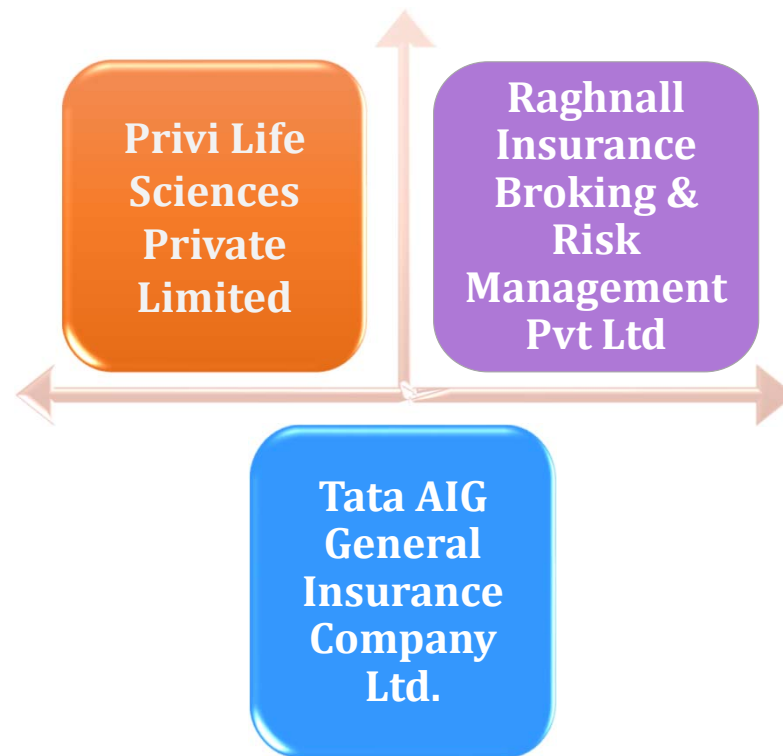 Privi Life
Sciences
Private
Limited
Raghnall
Insurance
Broking &
Risk
Management
Pvt Ltd
Tata AIG
General
Insurance
Company
Ltd.